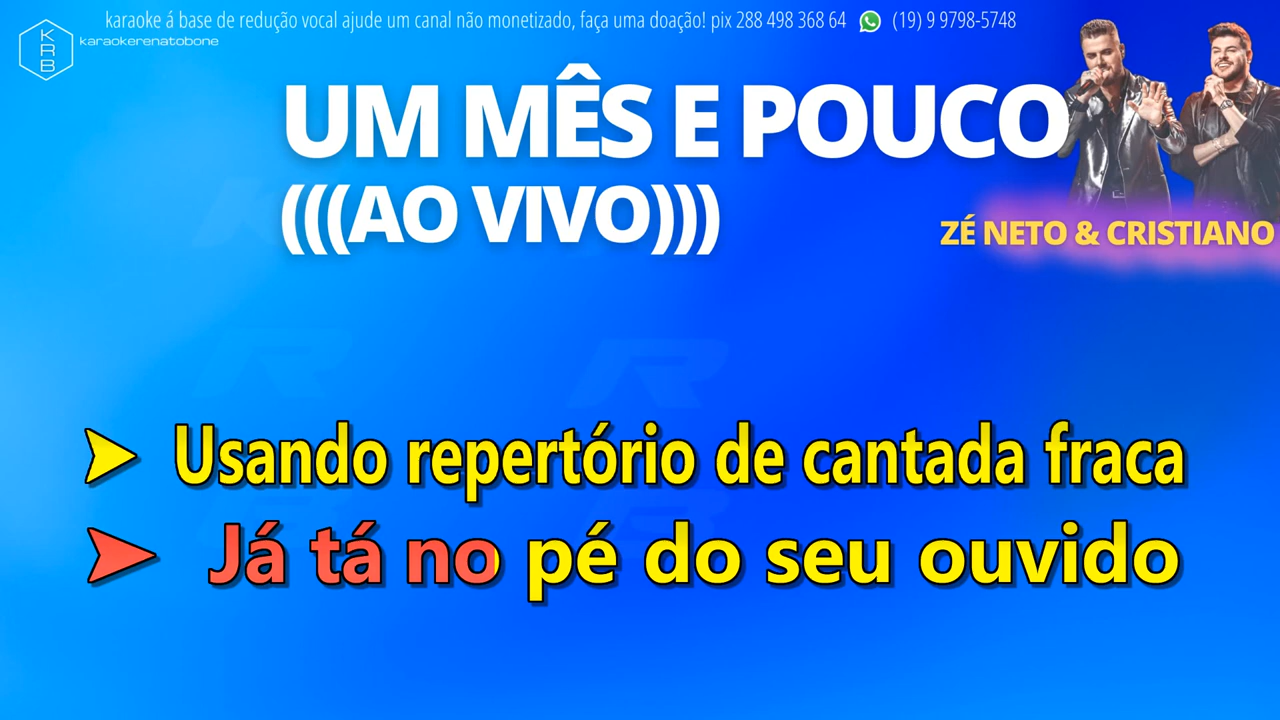 karaoke á base de redução vocal ajude um canal não monetizado, faça uma doação! pix 288 498 368 64 (19) 9 9798-5748
KRB
karaokerenatobone
UM MÊS E POUCO
(((AO VIVO)))
ZÉ NETO & CRISTIANO
Usando repertório de cantada fraca
Já tá no pé do seu ouvido